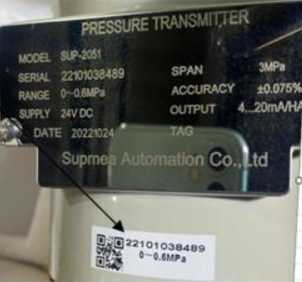 PRESSURE TRANSMITTER
MODEL SUP-2051
SERIAL 22101038489 SPAN 3MPa
RANGE 0~0.6MPa ACCURACY ±0.075%
SUPPLY 24V DC OUTPUT 4...20mA/HA
DATE 20221024 TAG
Supmea Automation Co.,Ltd
22101038489
0~0.6MPa